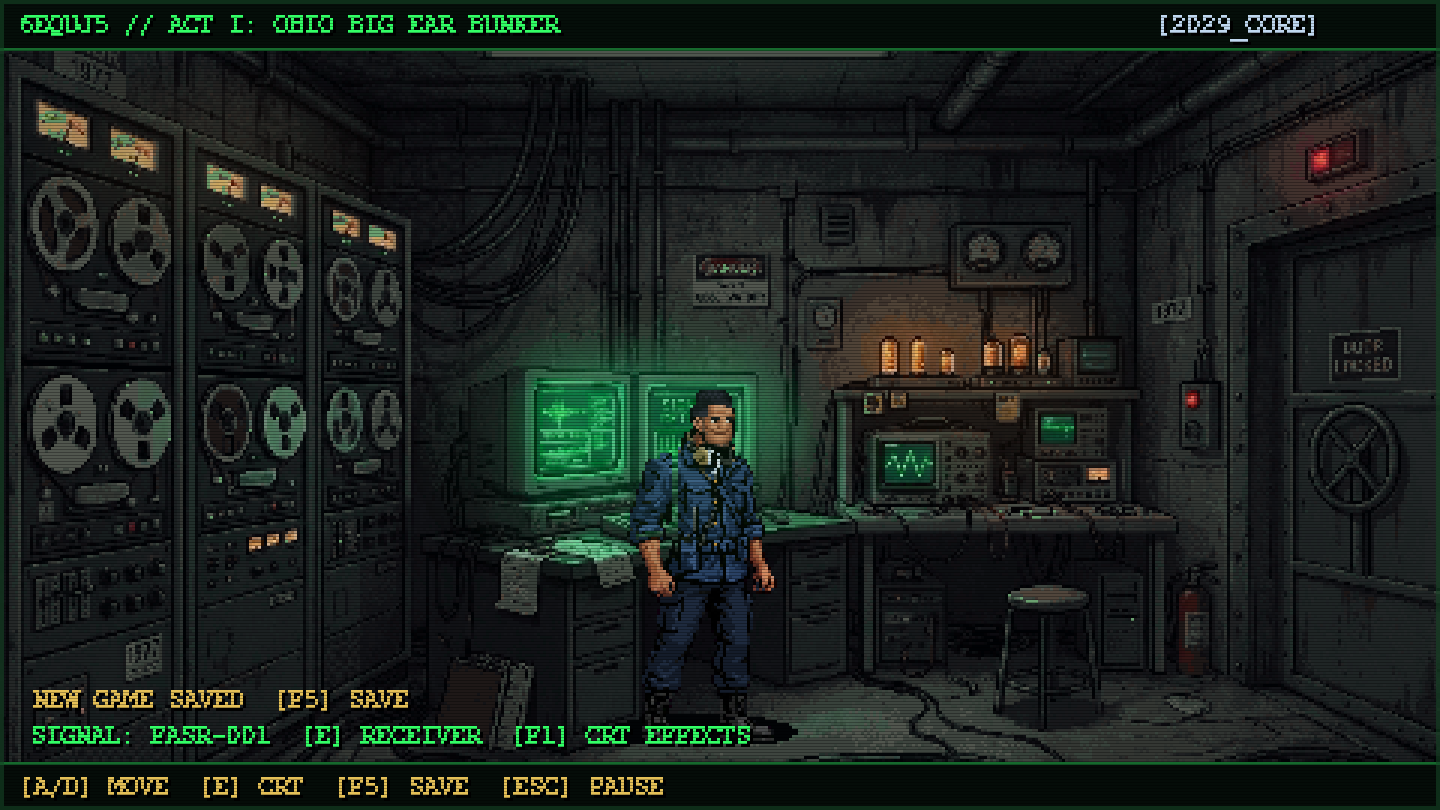 6EQUJ5 // ACT I: OHIO BIG EAR BUNKER
[2029_CORE]
NEW GAME SAVED [F5] SAVE
SIGNAL: FASR-001 [E] RECEIVER [F1] CRT EFFECTS
[A/D] MOVE [E] CRT [F5] SAVE [ESC] PAUSE